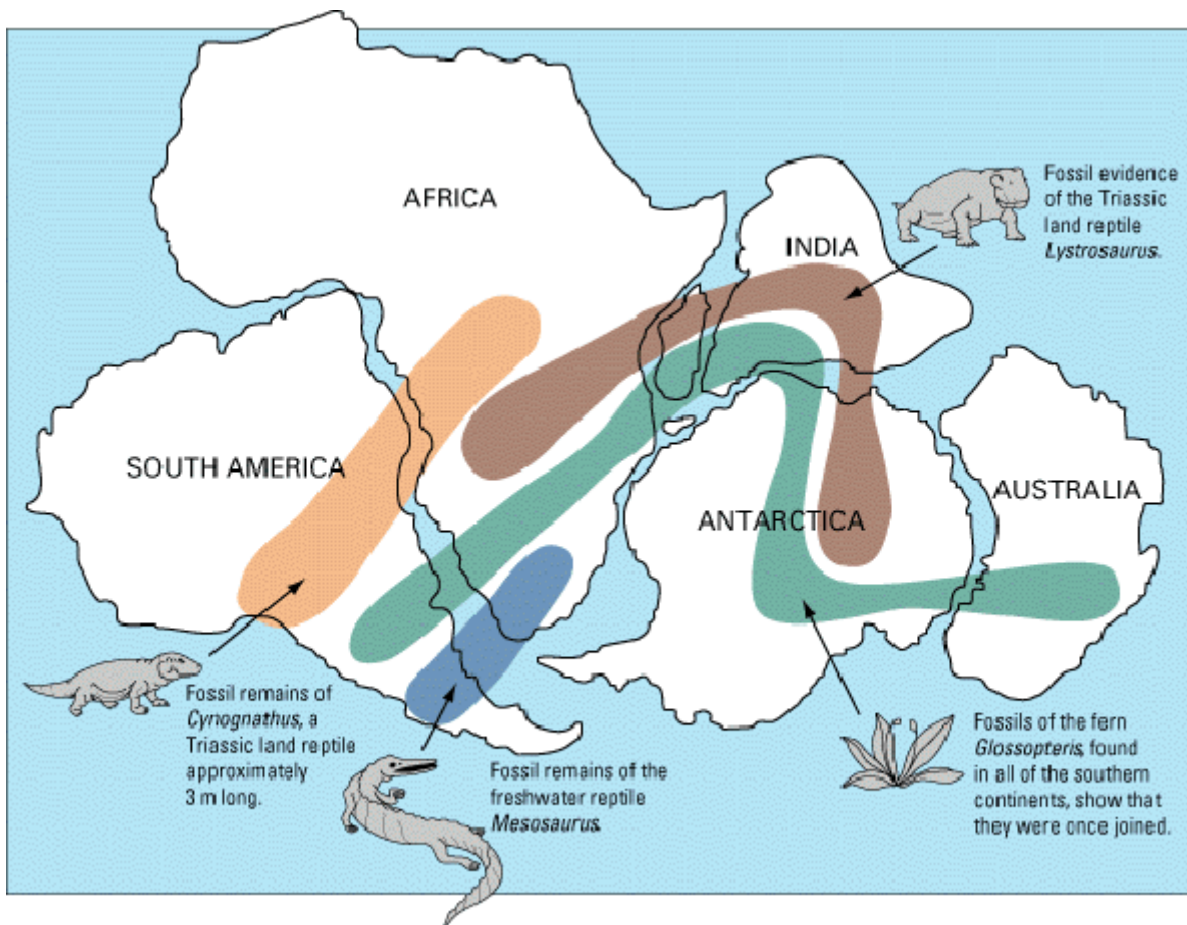 AFRICA
INDIA
Fossil evidence
of the Triassic
land reptile
Lystrosaurus.
SOUTH AMERICA
ANTARCTICA
AUSTRALIA
Fossil remains of
Cynognathus, a
Triassic land reptile
approximately
3 m long.
Fossil remains of the
freshwater reptile
Mesosaurus.
Fossils of the fern
Glossopteris, found
in all of the southern
continents, show that
they were once joined.